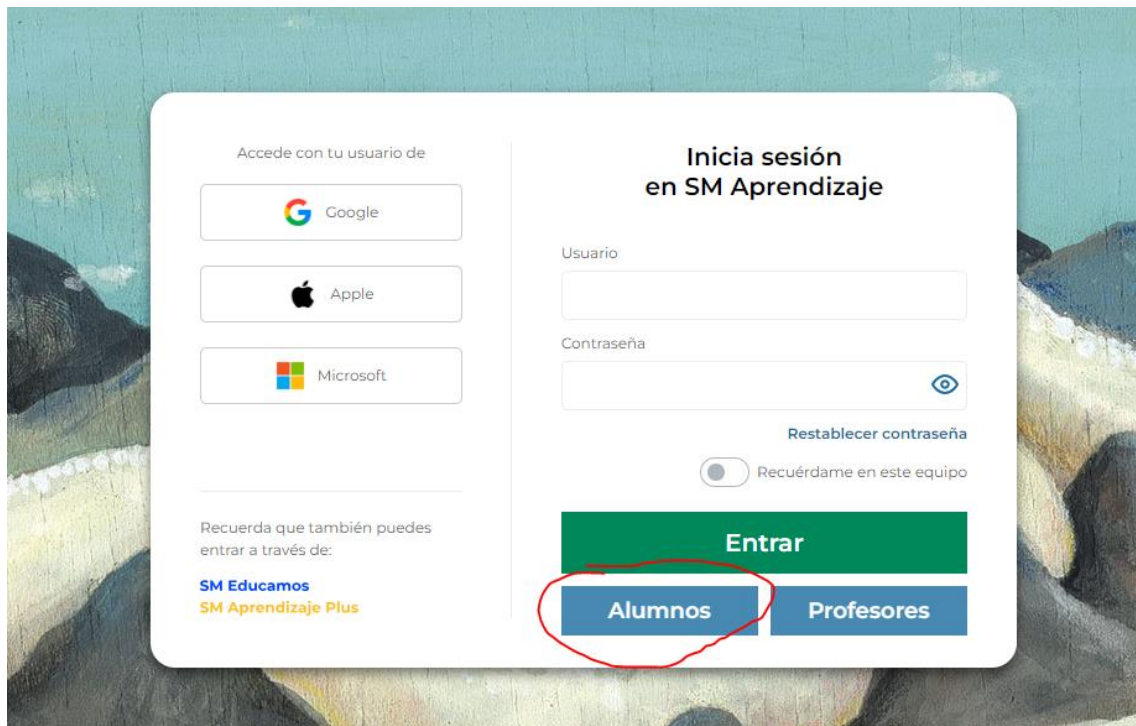 Accede con tu usuario de
Google
Apple
Microsoft
Recuerda que también puedes
entrar a través de:
SM Educamos
SM Aprendizaje Plus
Inicia sesión
en SM Aprendizaje
Usuario
Contraseña
Restablecer contraseña
Recuérdame en este equipo
Entrar
Alumnos
Profesores